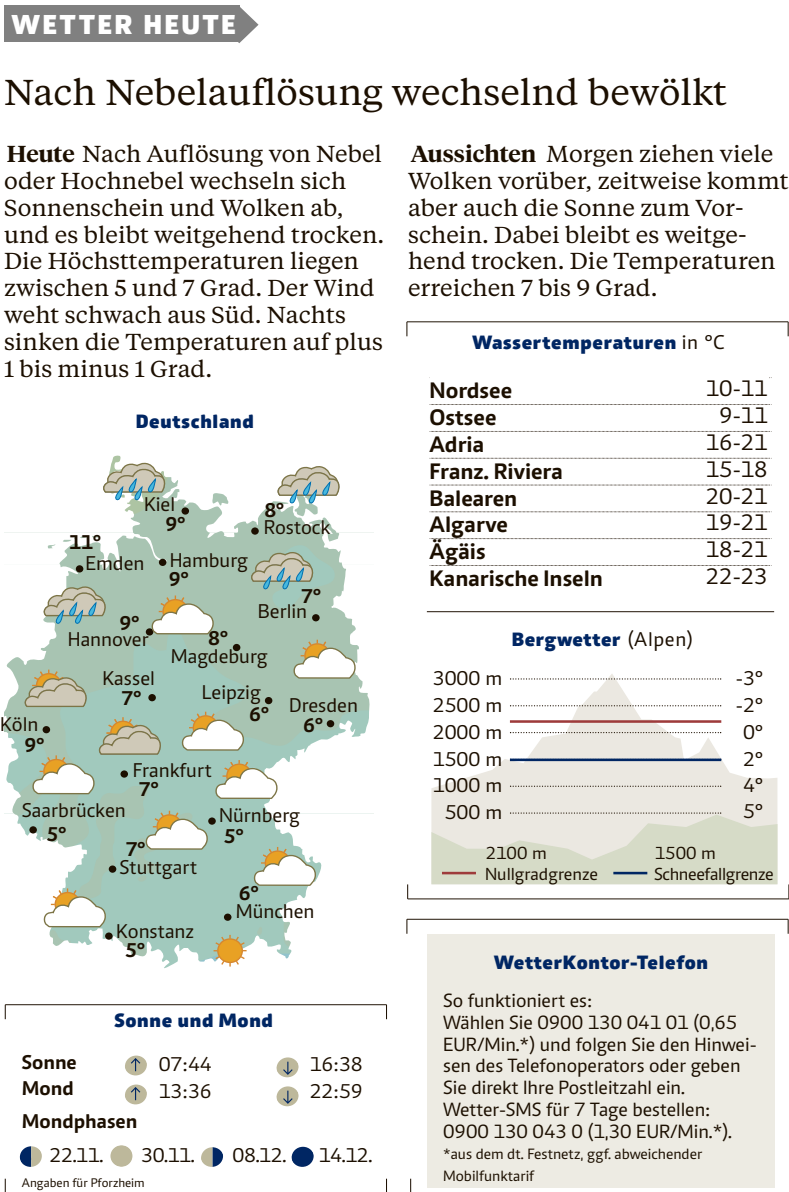 WETTER HEUTE
Nach Nebelauflösung wechselnd bewölkt
Heute Nach Auflösung von Nebel
oder Hochnebel wechseln sich
Sonnenschein und Wolken ab,
und es bleibt weitgehend trocken.
Die Höchsttemperaturen liegen
zwischen 5 und 7 Grad. Der Wind
weht schwach aus Süd. Nachts
sinken die Temperaturen auf plus
1 bis minus 1 Grad.
Deutschland
Kiel
9°
8°
Rostock
11°
Emden
Hamburg
9°
7°
Berlin
9°
Hannover
8°
Magdeburg
Kassel
7°
Leipzig
6°
Dresden
6°
Köln
9°
Frankfurt
7°
Saarbrücken
5°
Nürnberg
5°
7°
Stuttgart
6°
München
Konstanz
5°
Sonne und Mond
Sonne ↑ 07:44 ↓ 16:38
Mond ↑ 13:36 ↓ 22:59
Mondphasen
22.11. 30.11. 08.12. 14.12.
Angaben für Pforzheim
Aussichten Morgen ziehen viele
Wolken vorüber, zeitweise kommt
aber auch die Sonne zum Vor-
schein. Dabei bleibt es weitge-
hend trocken. Die Temperaturen
erreichen 7 bis 9 Grad.
Wassertemperaturen in °C
Nordsee 10-11
Ostsee 9-11
Adria 16-21
Franz. Riviera 15-18
Balearen 20-21
Algarve 19-21
Ägäis 18-21
Kanarische Inseln 22-23
Bergwetter (Alpen)
3000 m -3°
2500 m -2°
2000 m 0°
1500 m 2°
1000 m 4°
500 m 5°
2100 m 1500 m
Nullgradgrenze Schneefallgrenze
WetterKontor-Telefon
So funktioniert es:
Wählen Sie 0900 130 041 01 (0,65
EUR/Min.*) und folgen Sie den Hinwei-
sen des Telefonoperators oder geben
Sie direkt Ihre Postleitzahl ein.
Wetter-SMS für 7 Tage bestellen:
0900 130 043 0 (1,30 EUR/Min.*).
*aus dem dt. Festnetz, ggf. abweichender
Mobilfunktarif